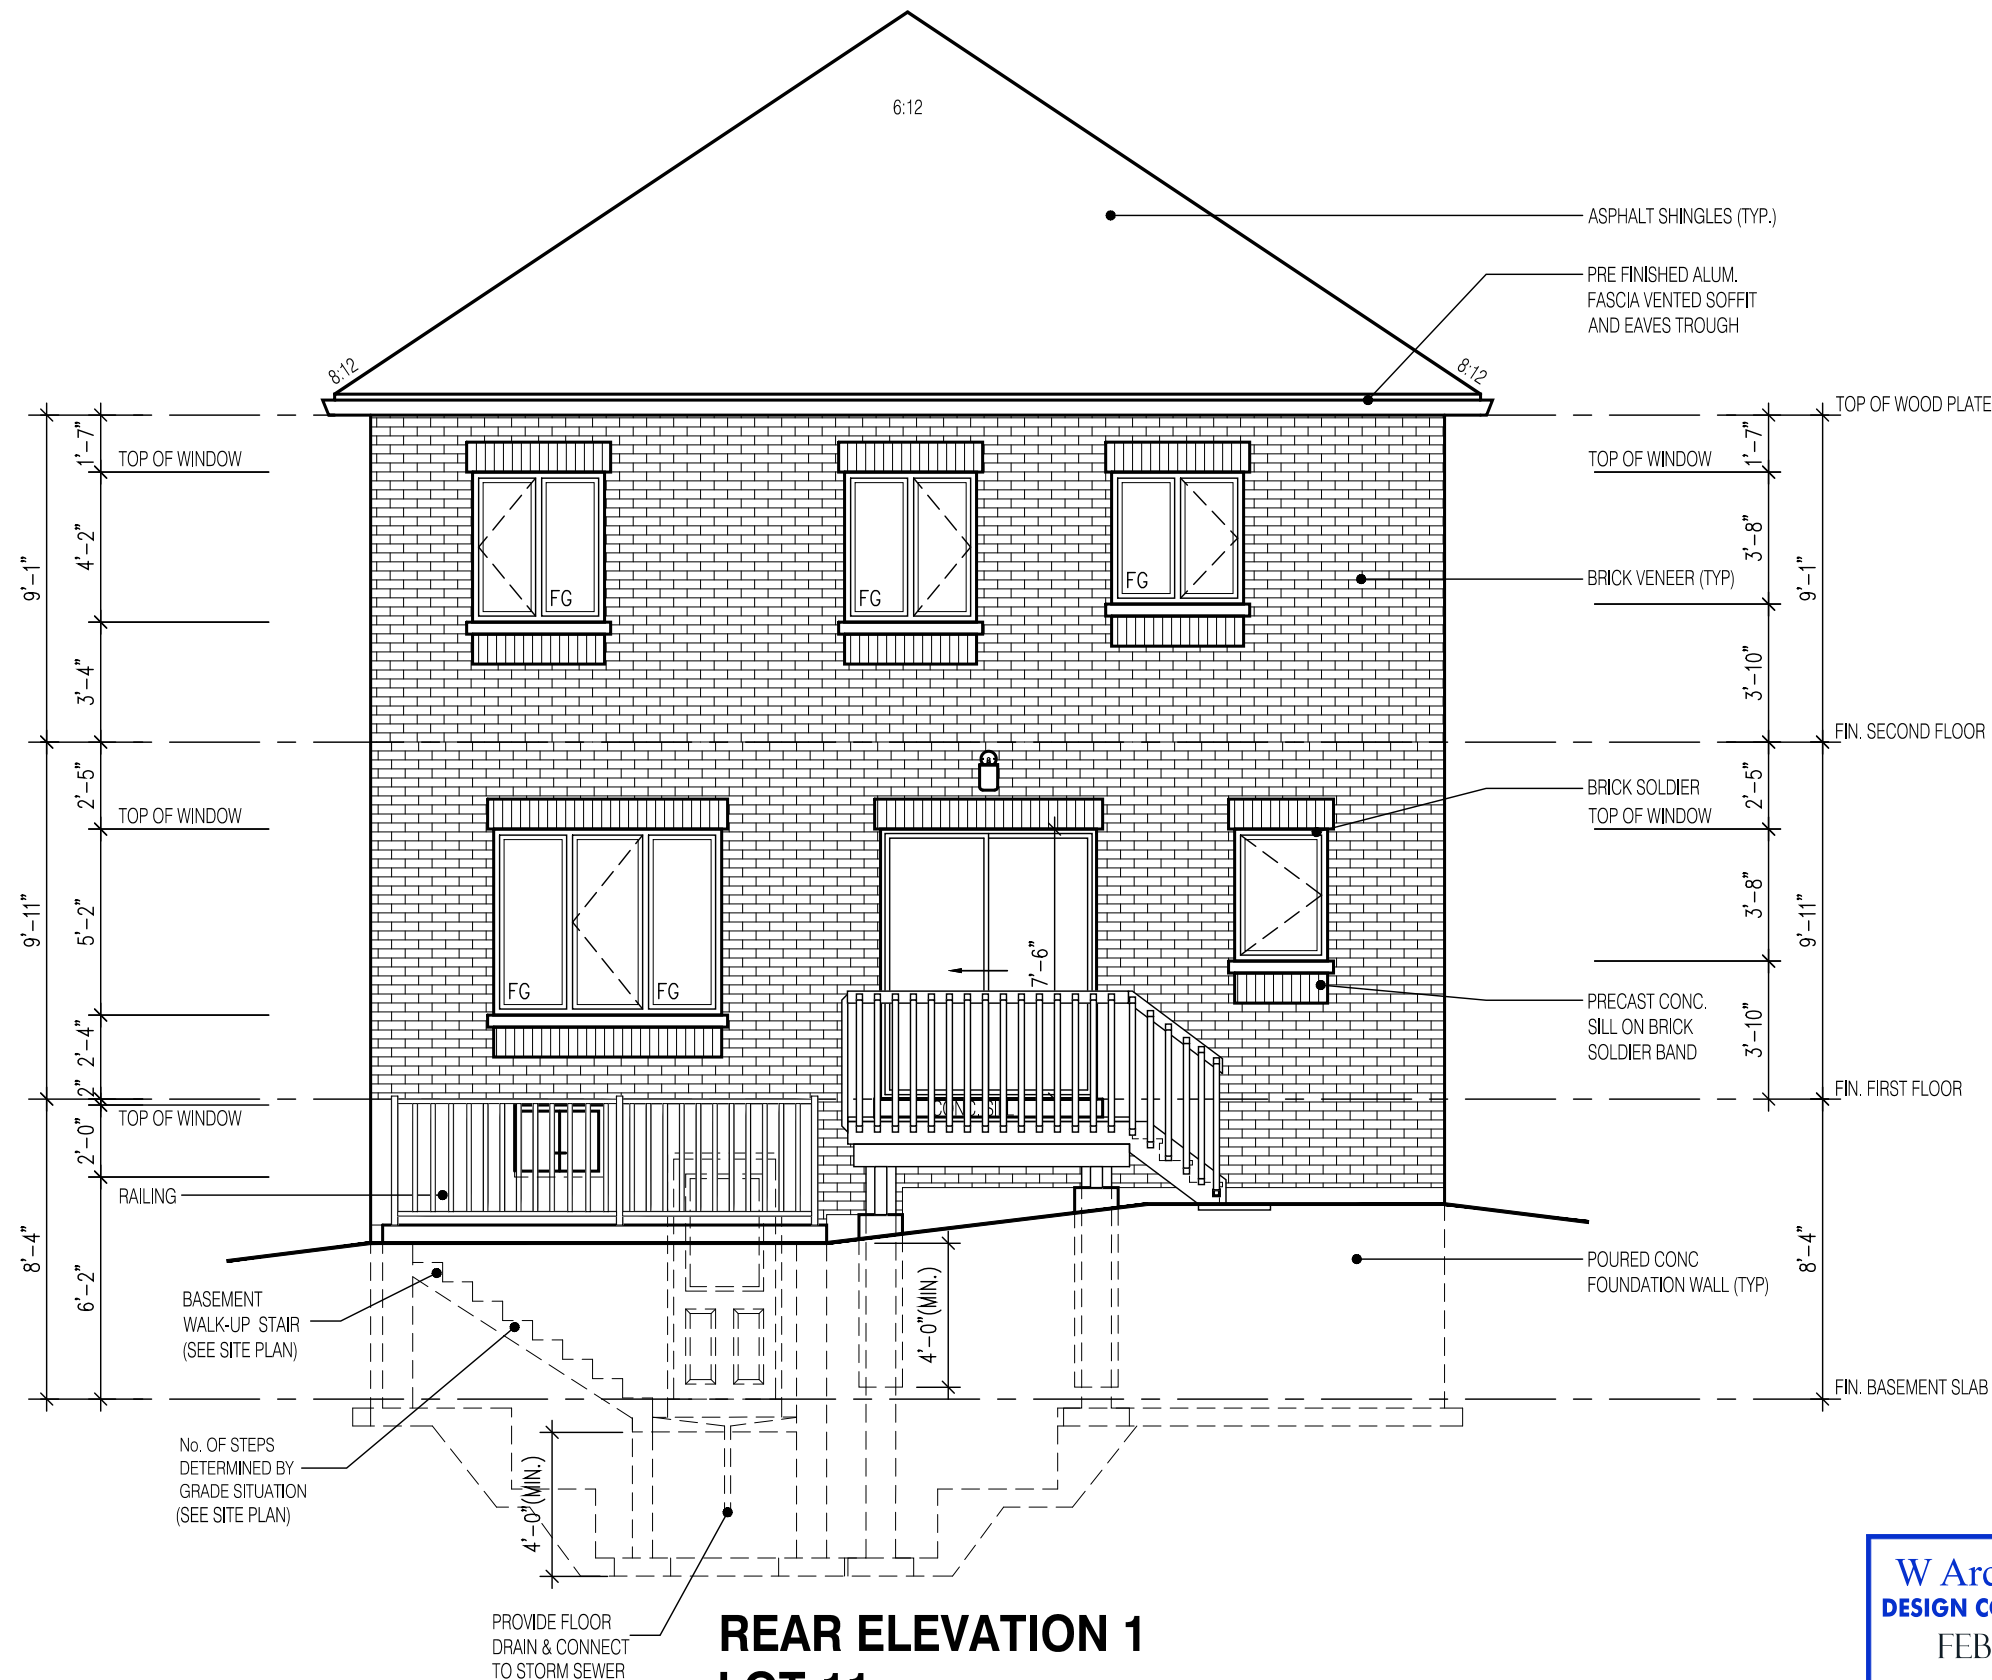 6:12
8:12
8:12
ASPHALT SHINGLES (TYP.)
PRE FINISHED ALUM.
FASCIA VENTED SOFFIT
AND EAVES TROUGH
TOP OF WOOD PLATE
TOP OF WINDOW
TOP OF WINDOW
1'-7"
4'-2"
3'-4"
9'-1"
1'-7"
3'-8"
3'-10"
9'-1"
FG
FG
FG
BRICK VENEER (TYP)
FIN. SECOND FLOOR
BRICK SOLDIER
TOP OF WINDOW
TOP OF WINDOW
2'-5"
5'-2"
2'-4"
2"
9'-11"
2'-5"
3'-8"
3'-10"
9'-11"
FG
FG
7'-6"
PRECAST CONC.
SILL ON BRICK
SOLDIER BAND
FIN. FIRST FLOOR
TOP OF WINDOW
2'-0"
RAILING
6'-2"
8'-4"
8'-4"
POURED CONC
FOUNDATION WALL (TYP)
BASEMENT
WALK-UP STAIR
(SEE SITE PLAN)
4'-0"(MIN.)
FIN. BASEMENT SLAB
No. OF STEPS
DETERMINED BY
GRADE SITUATION
(SEE SITE PLAN)
4'-0"(MIN.)
PROVIDE FLOOR
DRAIN & CONNECT
TO STORM SEWER
REAR ELEVATION 1
LOT 11
W Arc
DESIGN CO
FEB